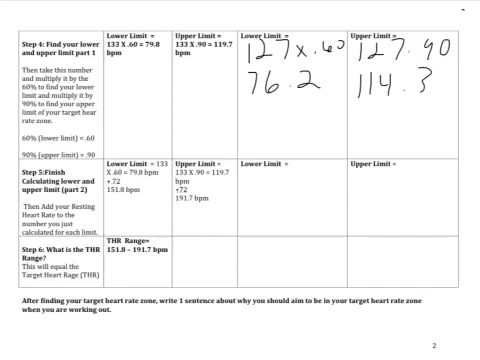 Step 4: Find your lower
and upper limit part 1
Then take this number
and multiply it by the
60% to find your lower
limit and multiply it by
90% to find your upper
limit of your target hear
rate zone.
60% (lower limit) = .60
90% (upper limit) = .90
Lower Limit =
133 X .60 = 79.8
bpm
Upper Limit =
133 X .90 = 119.7
bpm
Lower Limit =
127 x .60
76.2
Upper Limit =
127.90
114.3
Step 5:Finish
Calculating lower and
upper limit (part 2)
Then Add your Resting
Heart Rate to the
number you just
calculated for each limit.
Lower Limit = 133
X .60 = 79.8 bpm
+ 72
151.8 bpm
Upper Limit =
133 X .90 = 119.7
bpm
+72
191.7 bpm
Lower Limit =
Upper Limit =
Step 6: What is the THR
Range?
This will equal the
Target Heart Rage (THR)
THR Range=
151.8 – 191.7 bpm
After finding your target heart rate zone, write 1 sentence about why you should aim to be in your target heart rate zone
when you are working out.
2